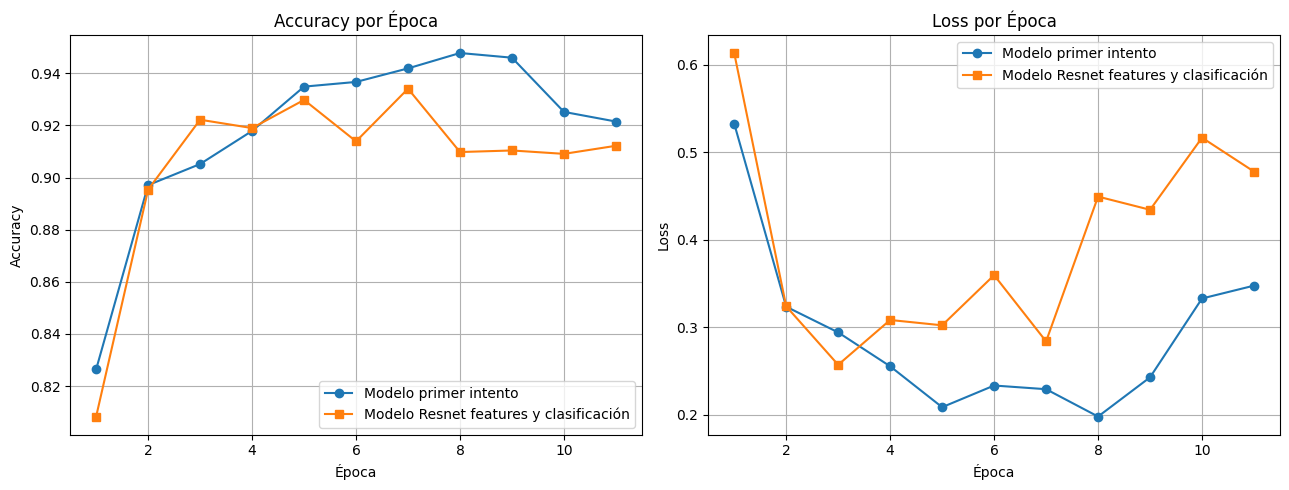 Accuracy por Época
Accuracy
0.94
0.92
0.90
0.88
0.86
0.84
0.82
2
4
6
8
10
Época
Modelo primer intento
Modelo Resnet features y clasificación
Loss por Época
Loss
0.6
0.5
0.4
0.3
0.2
2
4
6
8
10
Época
Modelo primer intento
Modelo Resnet features y clasificación